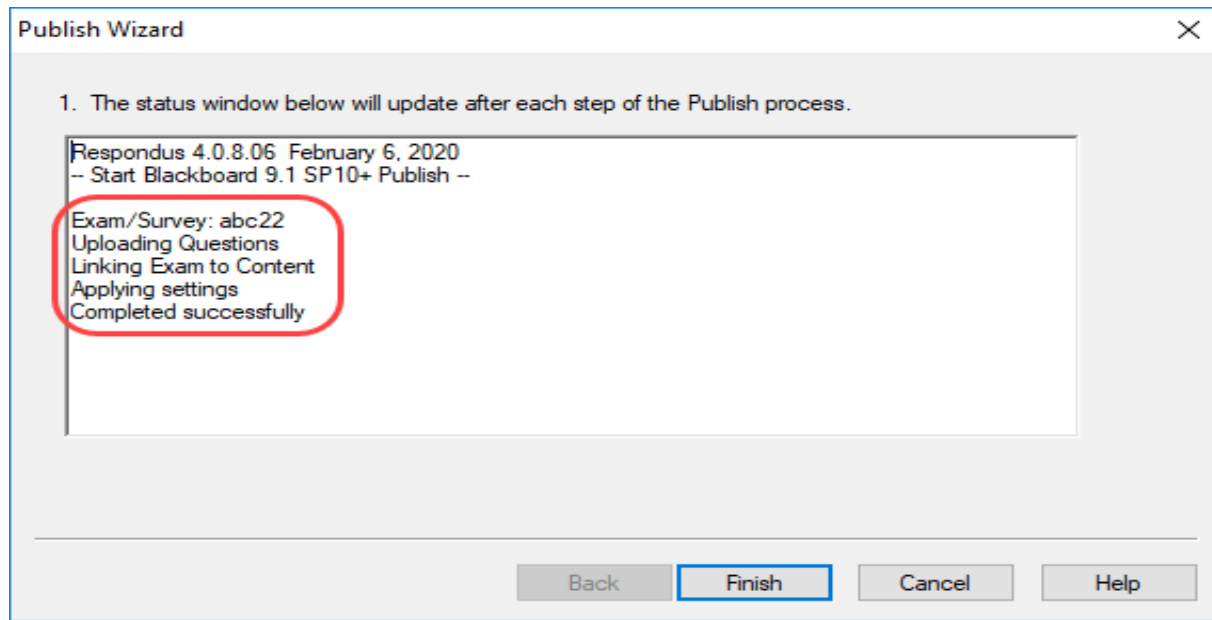 Publish Wizard
1. The status window below will update after each step of the Publish process.
Respondus 4.0.8.06 February 6, 2020
-- Start Blackboard 9.1 SP10+ Publish --
Exam/Survey: abc22
Uploading Questions
Linking Exam to Content
Applying settings
Completed successfully
Back Finish Cancel Help